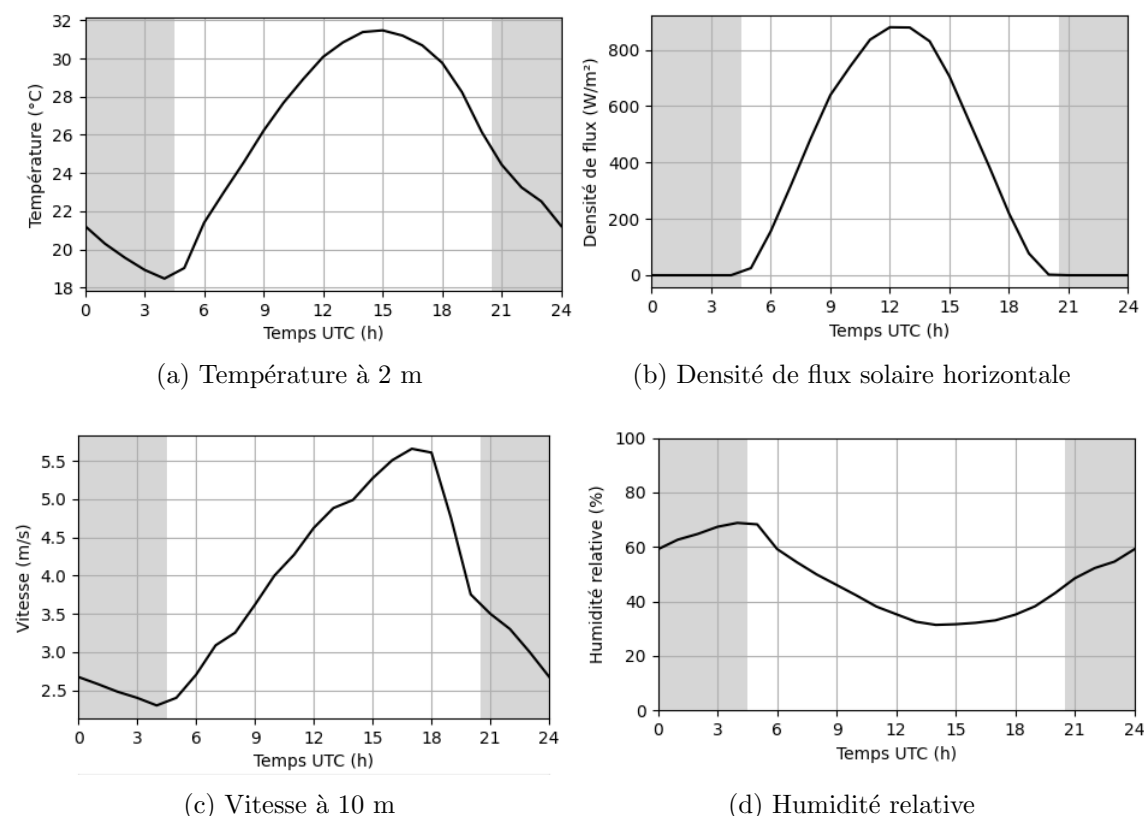 32
30
28
26
24
22
20
18
Température (°C)
0 3 6 9 12 15 18 21 24
Temps UTC (h)
(a) Température à 2 m
800
600
400
200
0
Densité de flux (W/m²)
0 3 6 9 12 15 18 21 24
Temps UTC (h)
(b) Densité de flux solaire horizontale
5.5
5.0
4.5
4.0
3.5
3.0
2.5
Vitesse (m/s)
0 3 6 9 12 15 18 21 24
Temps UTC (h)
(c) Vitesse à 10 m
100
80
60
40
20
0
Humidité relative (%)
0 3 6 9 12 15 18 21 24
Temps UTC (h)
(d) Humidité relative